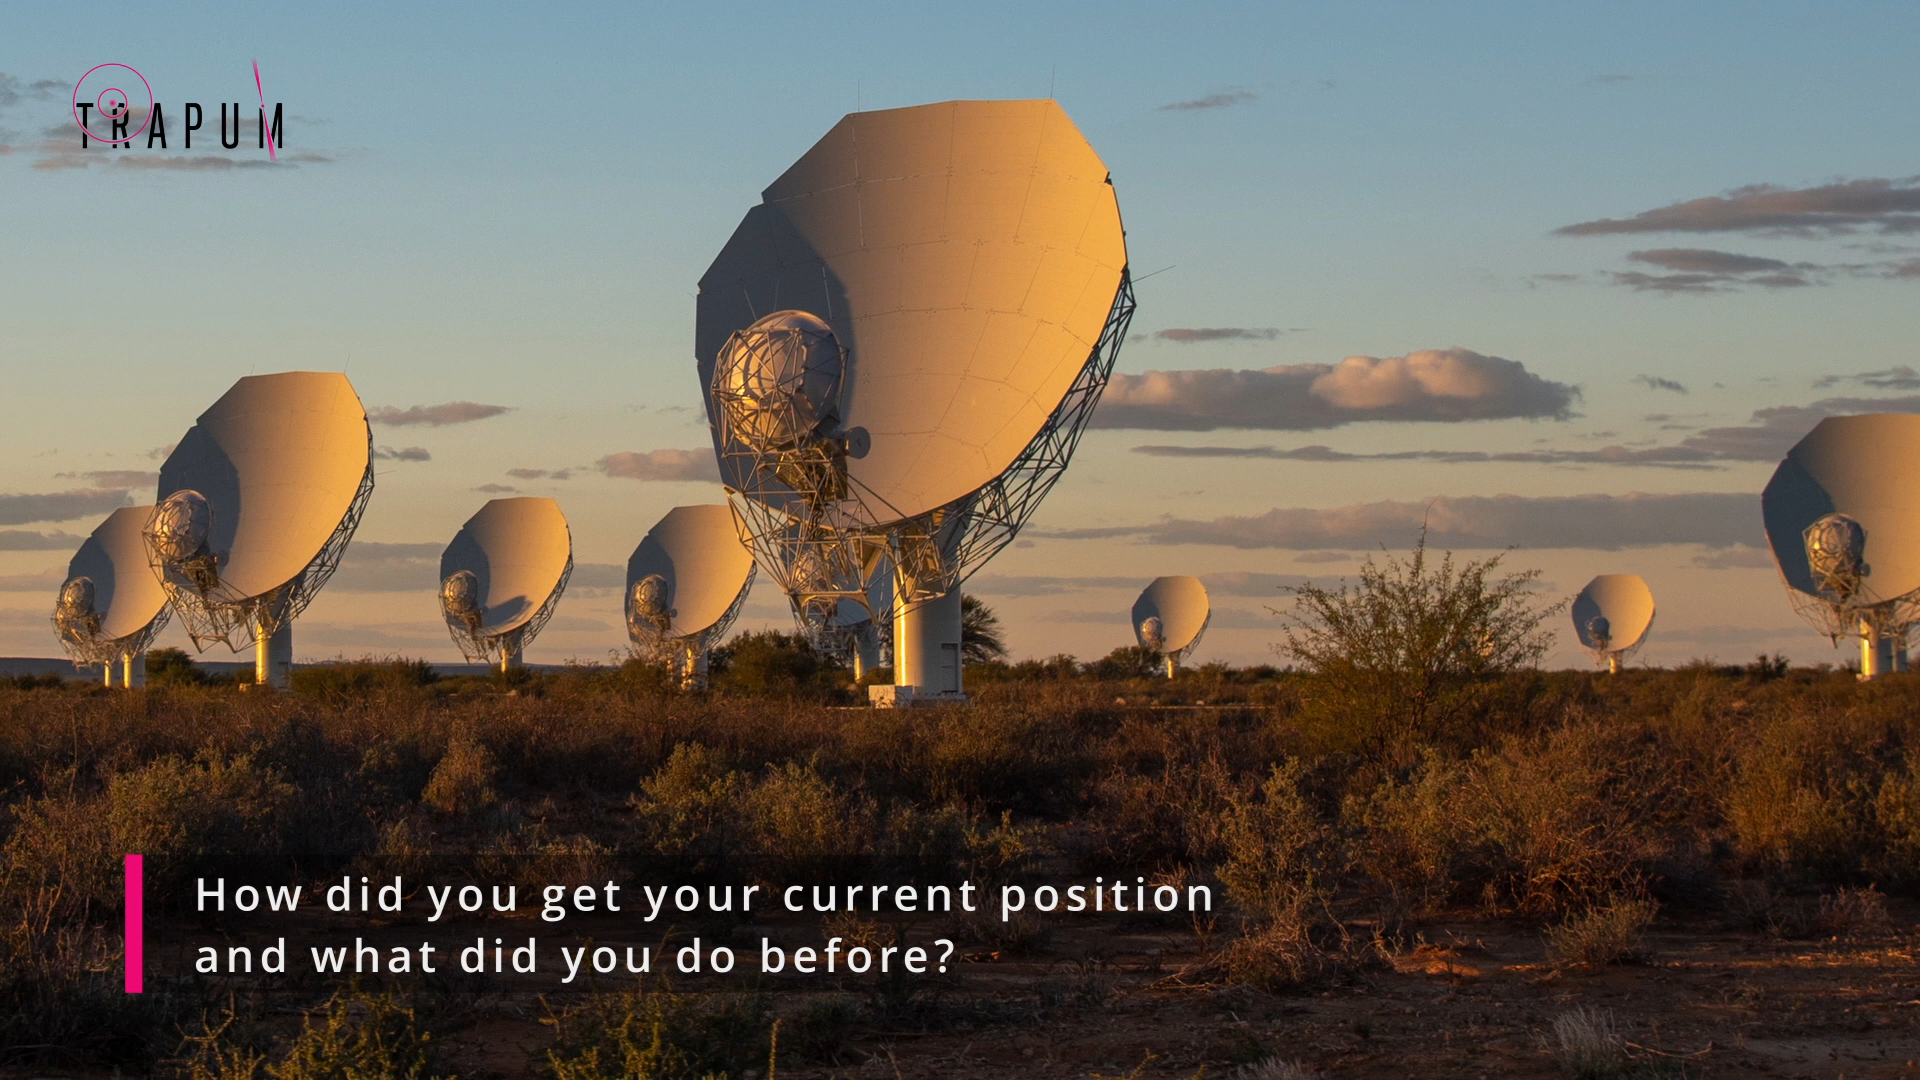 TRAPUM
How did you get your current position
and what did you do before?